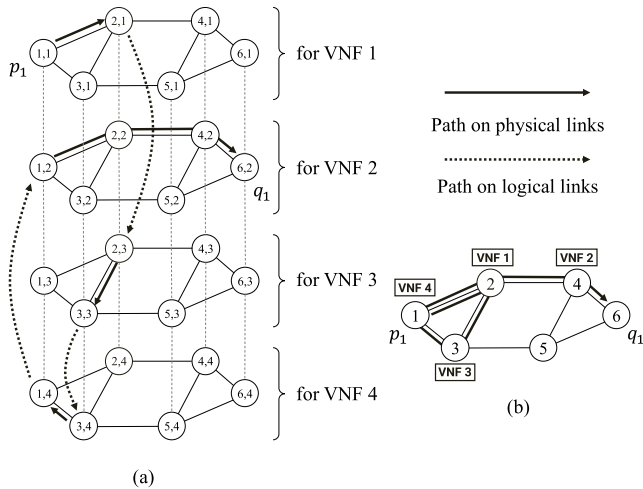 2,1 4,1
1,1 6,1
p₁
3,1 5,1
for VNF 1
2,2 4,2
1,2 6,2
q₁
3,2 5,2
for VNF 2
2,3 4,3
1,3 6,3
3,3 5,3
for VNF 3
2,4 4,4
1,4 6,4
3,4 5,4
for VNF 4
(a)
Path on physical links
Path on logical links
VNF 1 VNF 2
VNF 4
2 4
1 6
p₁ q₁
3 5
VNF 3
(b)